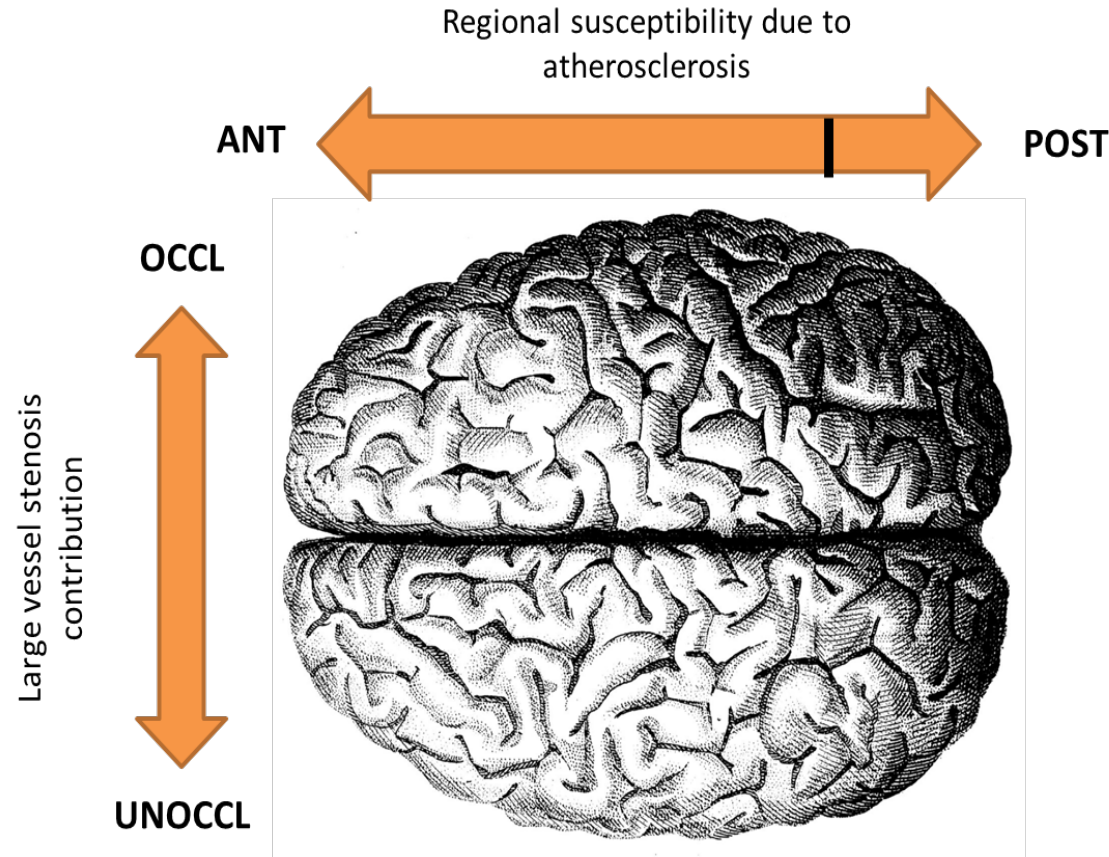 Regional susceptibility due to
atherosclerosis
ANT
POST
OCCL
Large vessel stenosis
contribution
UNOCCL